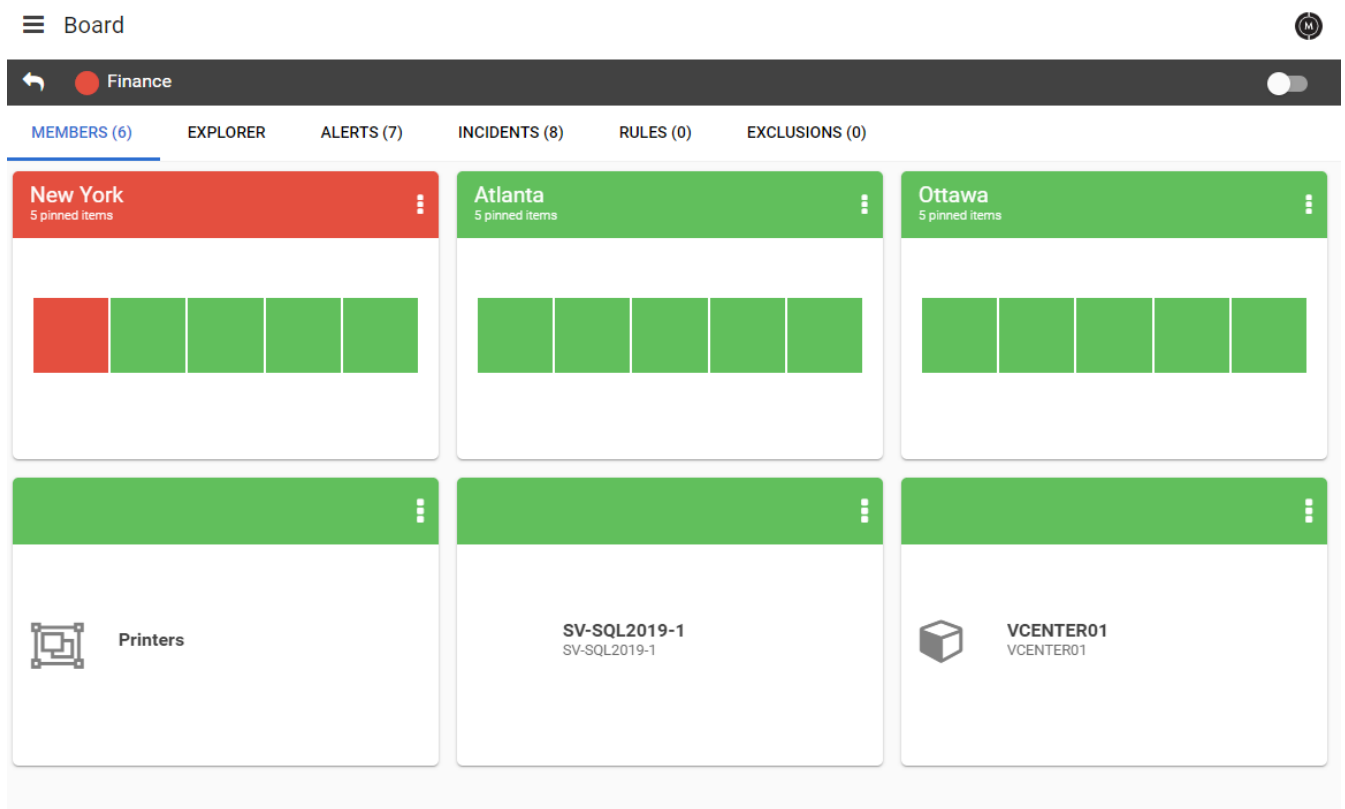 Board
M
Finance
MEMBERS (6) EXPLORER ALERTS (7) INCIDENTS (8) RULES (0) EXCLUSIONS (0)
New York
5 pinned items
Atlanta
5 pinned items
Ottawa
5 pinned items
Printers
SV-SQL2019-1
SV-SQL2019-1
VCENTER01
VCENTER01